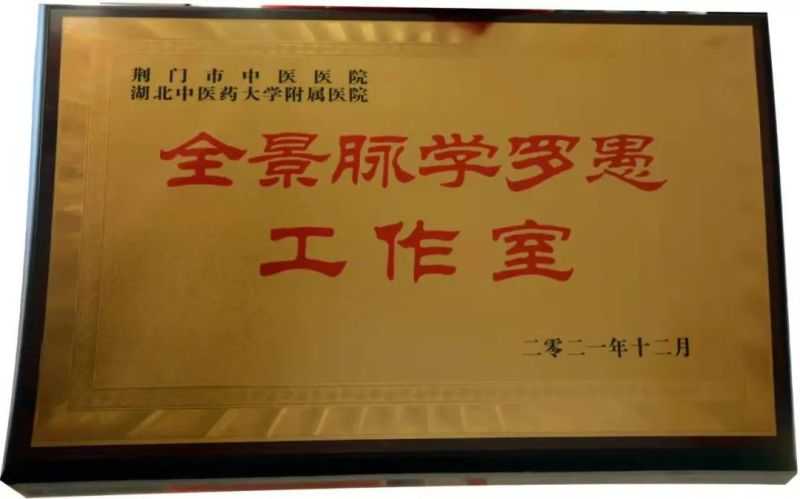 荆门市中医医院
湖北中医药大学附属医院
全景脉学罗愚
工作室
二零二一年十二月